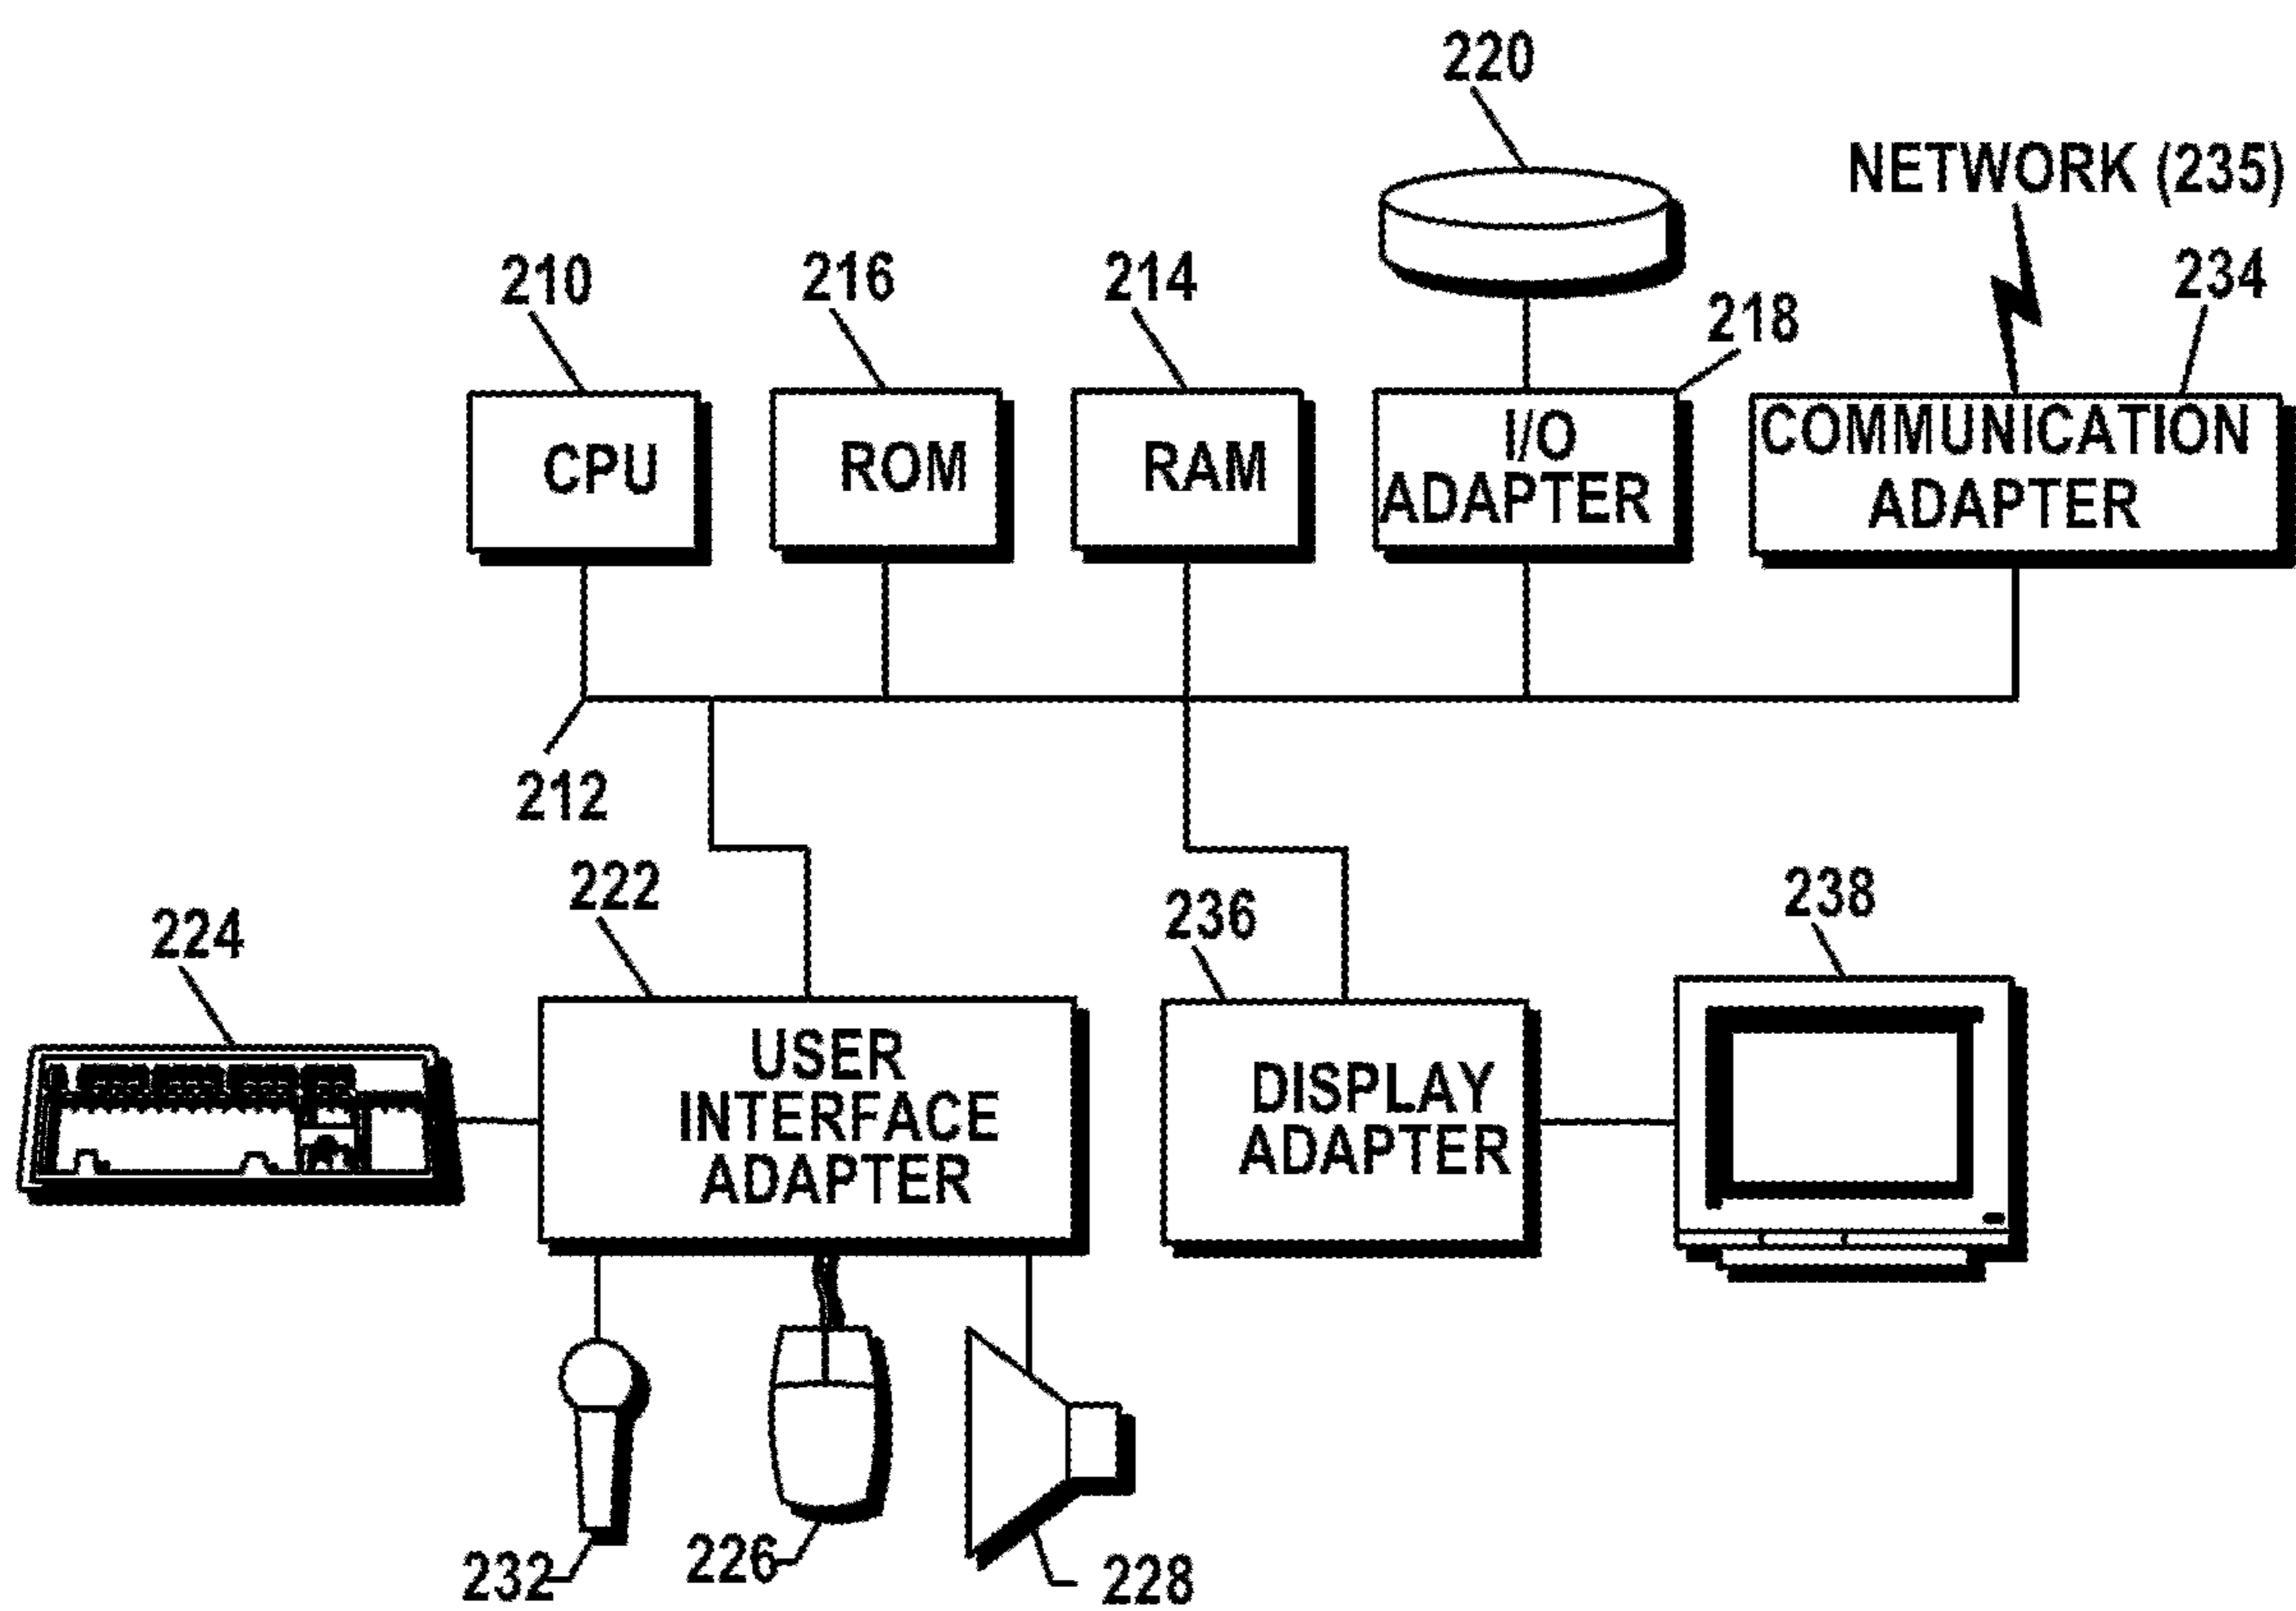 220
NETWORK (235)
210
216
214
218
234
CPU
ROM
RAM
I/O
ADAPTER
COMMUNICATION
ADAPTER
212
222
224
236
238
USER
INTERFACE
ADAPTER
DISPLAY
ADAPTER
232
226
228